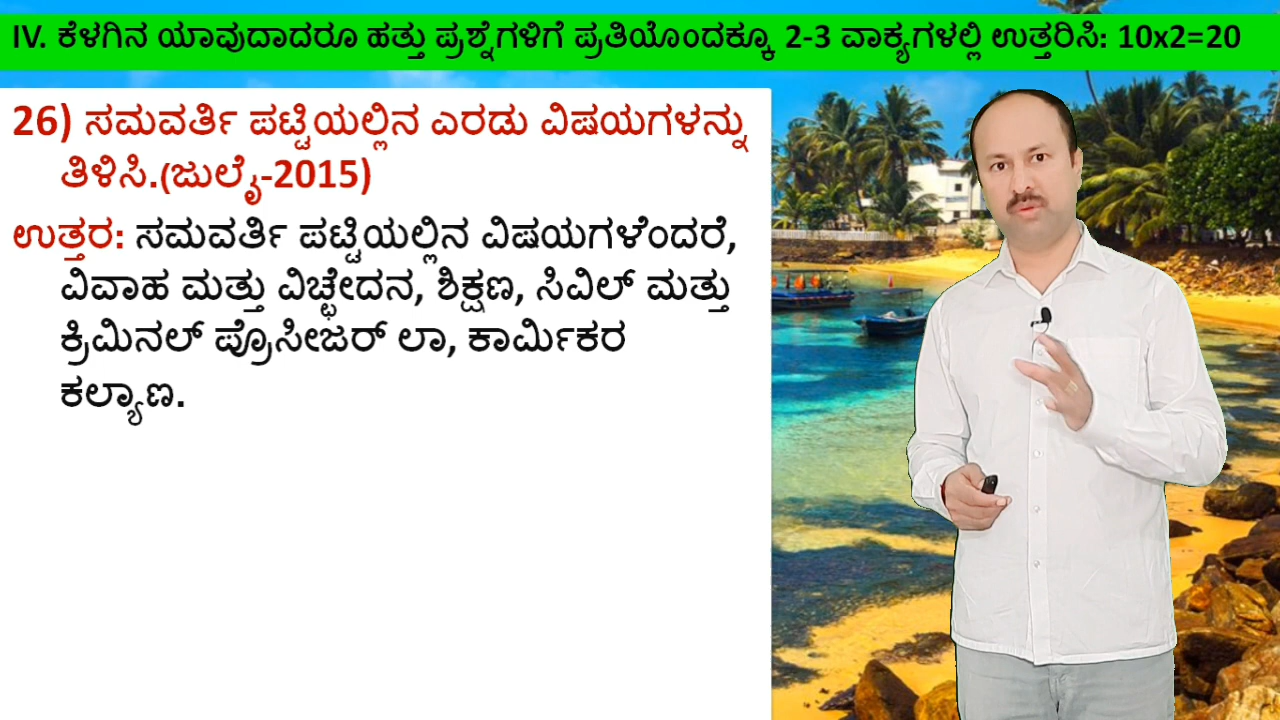 IV. ಕೆಳಗಿನ ಯಾವುದಾದರೂ ಹತ್ತು ಪ್ರಶ್ನೆಗಳಿಗೆ ಪ್ರತಿಯೊಂದಕ್ಕೂ 2-3 ವಾಕ್ಯಗಳಲ್ಲಿ ಉತ್ತರಿಸಿ: 10x2=20
26) ಸಮವರ್ತಿ ಪಟ್ಟಿಯಲ್ಲಿನ ಎರಡು ವಿಷಯಗಳನ್ನು
ತಿಳಿಸಿ.(ಜುಲೈ-2015)
ಉತ್ತರ: ಸಮವರ್ತಿ ಪಟ್ಟಿಯಲ್ಲಿನ ವಿಷಯಗಳೆಂದರೆ,
ವಿವಾಹ ಮತ್ತು ವಿಚ್ಛೇದನ, ಶಿಕ್ಷಣ, ಸಿವಿಲ್ ಮತ್ತು
ಕ್ರಿಮಿನಲ್ ಪ್ರೊಸೀಜರ್ ಲಾ, ಕಾರ್ಮಿಕರ
ಕಲ್ಯಾಣ.